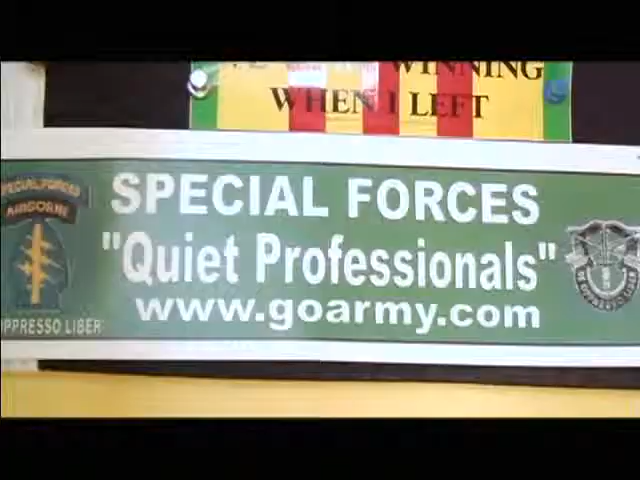 WINNING
WHEN I LEFT
SPECIAL FORCES
AIRBORNE
SPECIAL FORCES
"Quiet Professionals"
www.goarmy.com
OPPRESSO LIBER